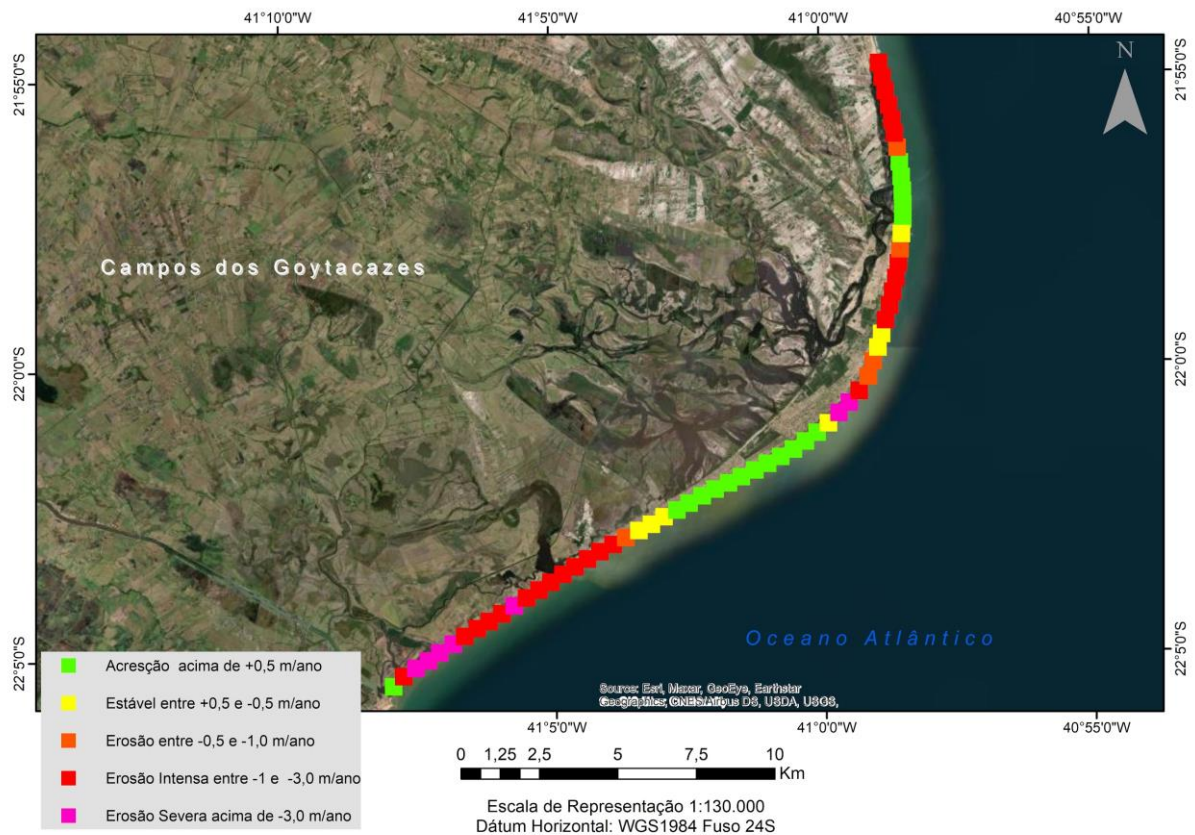 41°10'0"W 41°5'0"W 41°0'0"W 40°55'0"W
N
21°55'0"S 21°55'0"S
Campos dos Goytacazes
22°0'0"S 22°0'0"S
Oceano Atlântico
22°5'0"S 22°5'0"S
Acresção acima de +0,5 m/ano
Estável entre +0,5 e -0,5 m/ano
Erosão entre -0,5 e -1,0 m/ano
Erosão Intensa entre -1 e -3,0 m/ano
Erosão Severa acima de -3,0 m/ano
Source: Esri, Maxar, GeoEye, Earthstar
Geographics, CNES/Airbus DS, USDA, USGS,
41°5'0"W 41°0'0"W 40°55'0"W
0 1,25 2,5 5 7,5 10
Km
Escala de Representação 1:130.000
Dátum Horizontal: WGS1984 Fuso 24S